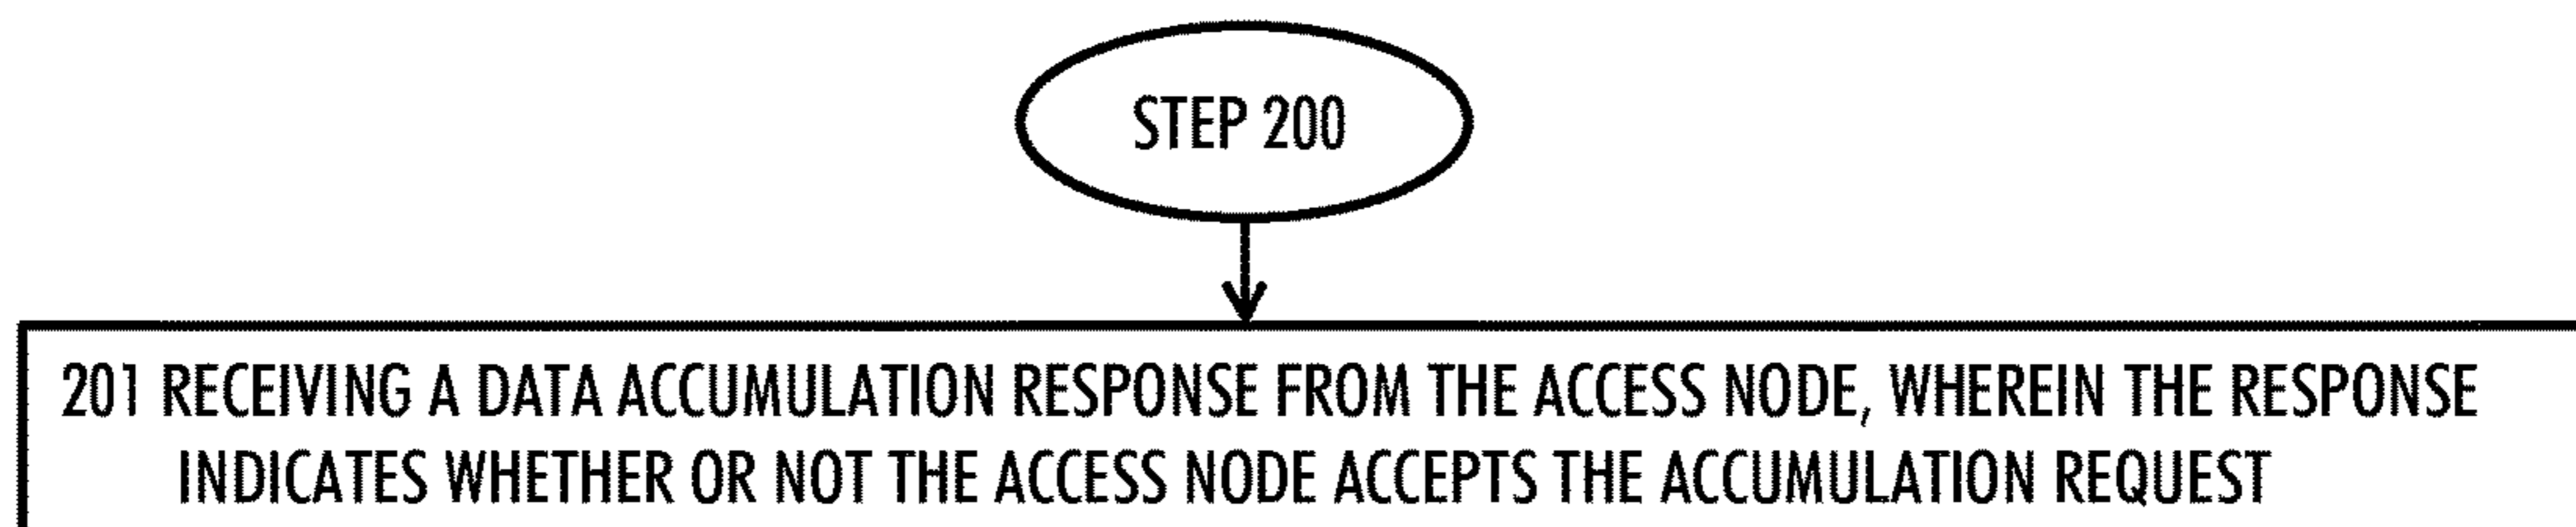 STEP 200
201 RECEIVING A DATA ACCUMULATION RESPONSE FROM THE ACCESS NODE, WHEREIN THE RESPONSE
INDICATES WHETHER OR NOT THE ACCESS NODE ACCEPTS THE ACCUMULATION REQUEST